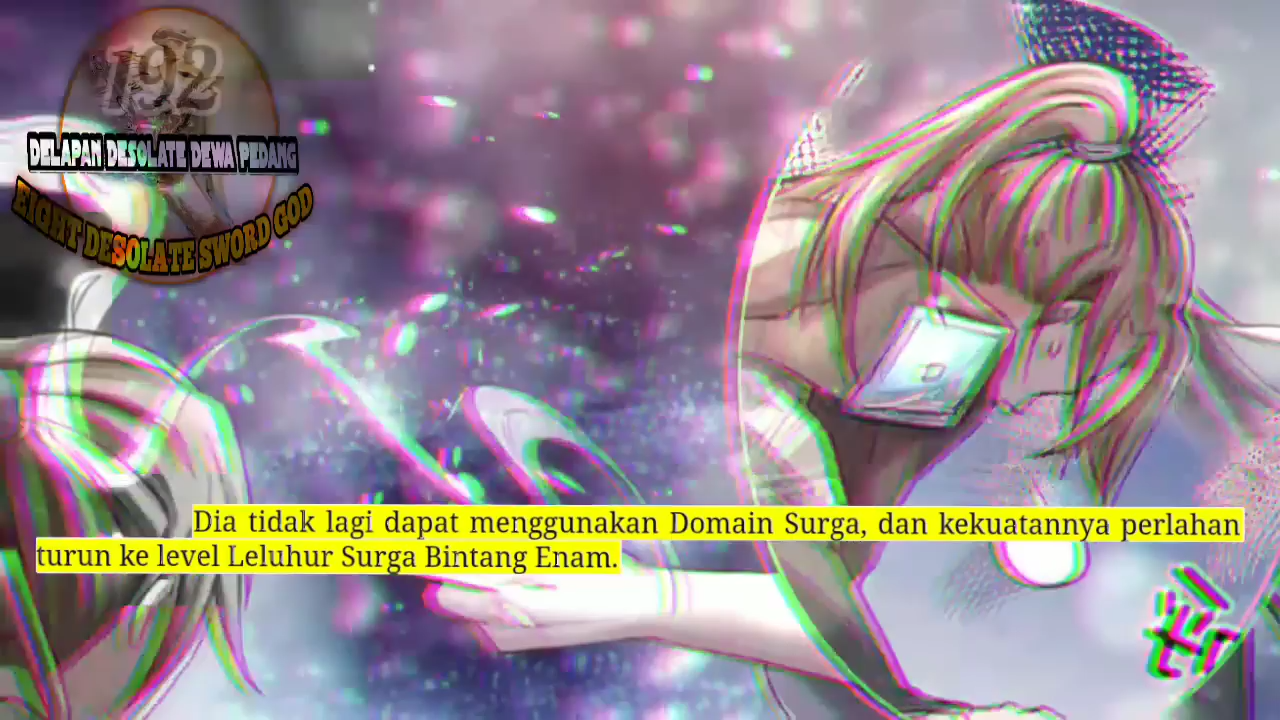 192
DELAPAN DESOLATE DEWA PEDANG
EIGHT DESOLATE SWORD GOD
Dia tidak lagi dapat menggunakan Domain Surga, dan kekuatannya perlahan
turun ke level Leluhur Surga Bintang Enam.